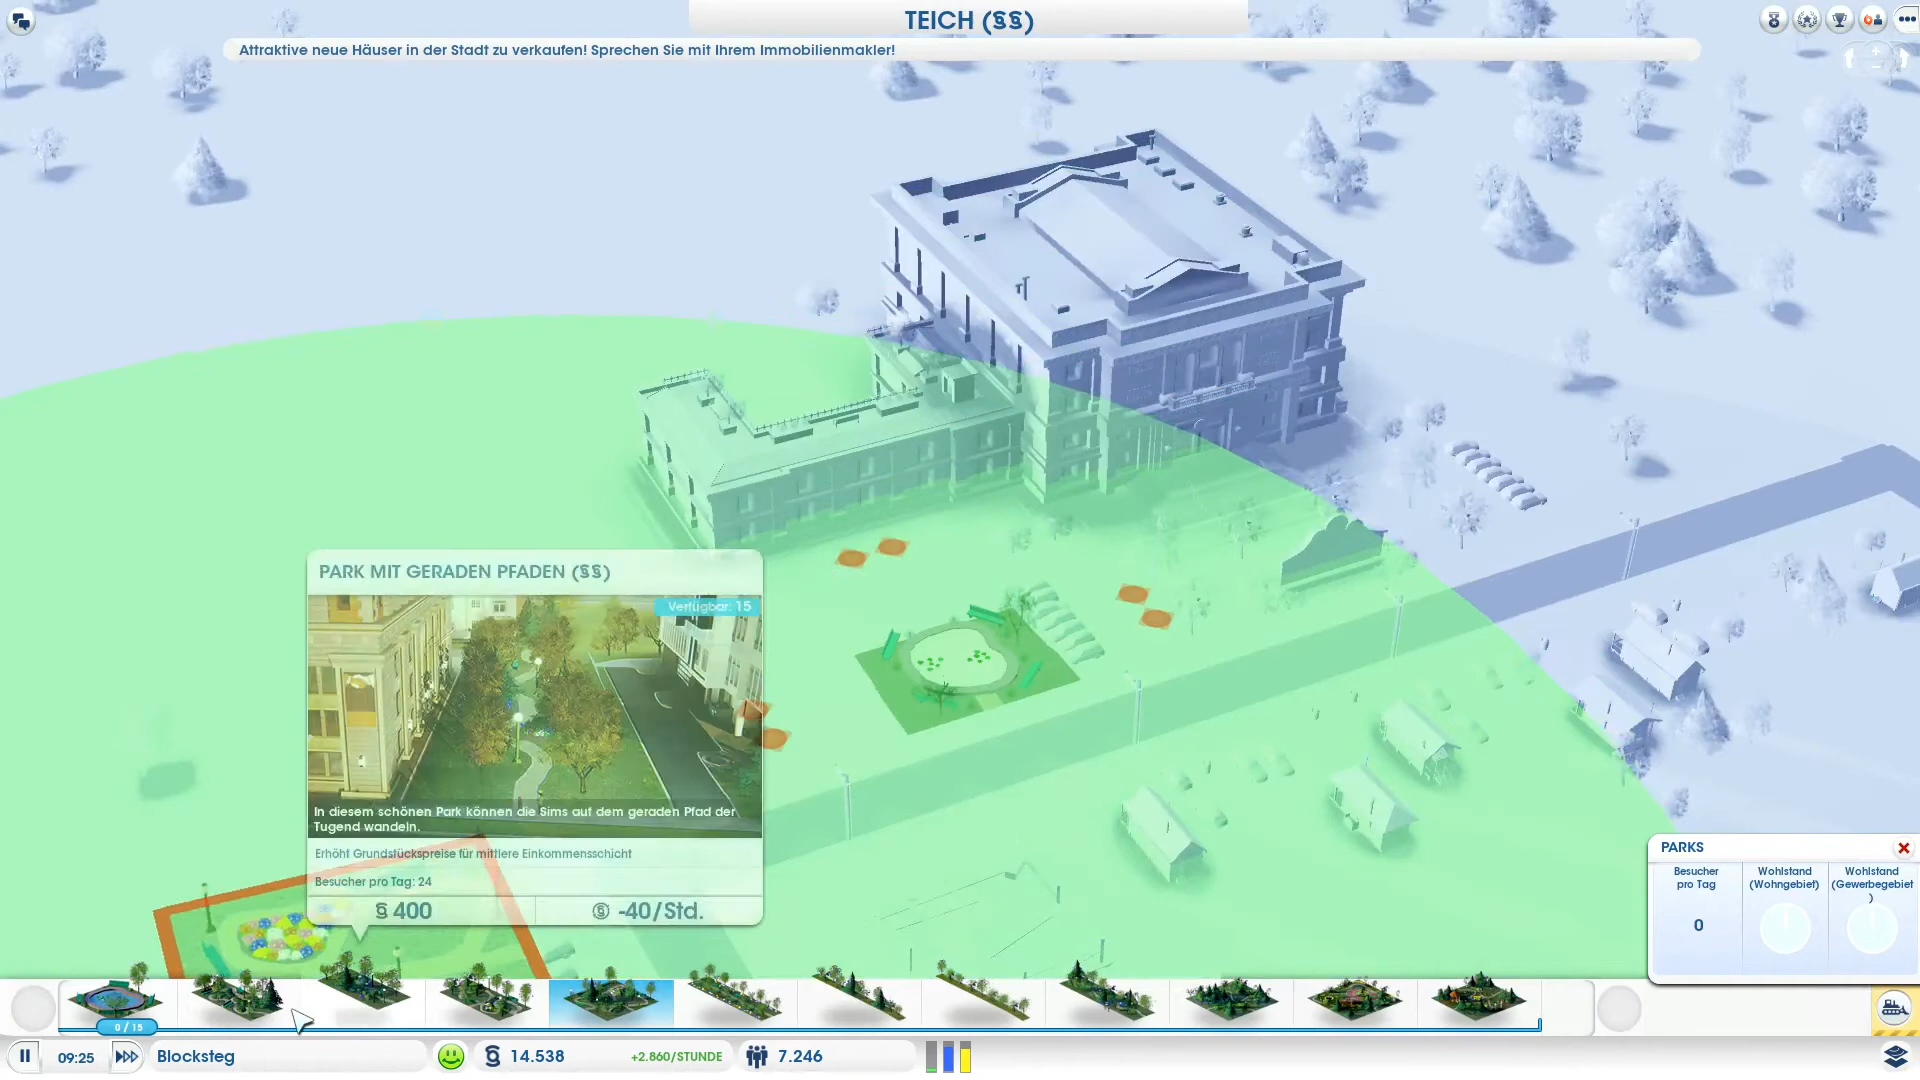 TEICH (§§)
Attraktive neue Häuser in der Stadt zu verkaufen! Sprechen Sie mit Ihrem Immobilienmakler!
PARK MIT GERADEN PFADEN (§§)
Verfügbar: 15
In diesem schönen Park können die Sims auf dem geraden Pfad der
Tugend wandeln.
Erhöht Grundstückspreise für mittlere Einkommensschicht
Besucher pro Tag: 24
§ 400
§ -40/Std.
PARKS
Besucher
pro Tag
0
Wohlstand
(Wohngebiet)
Wohlstand
(Gewerbegebiet
)
0 / 15
09:25
Blocksteg
§ 14.538
+2.860/STUNDE
7.246